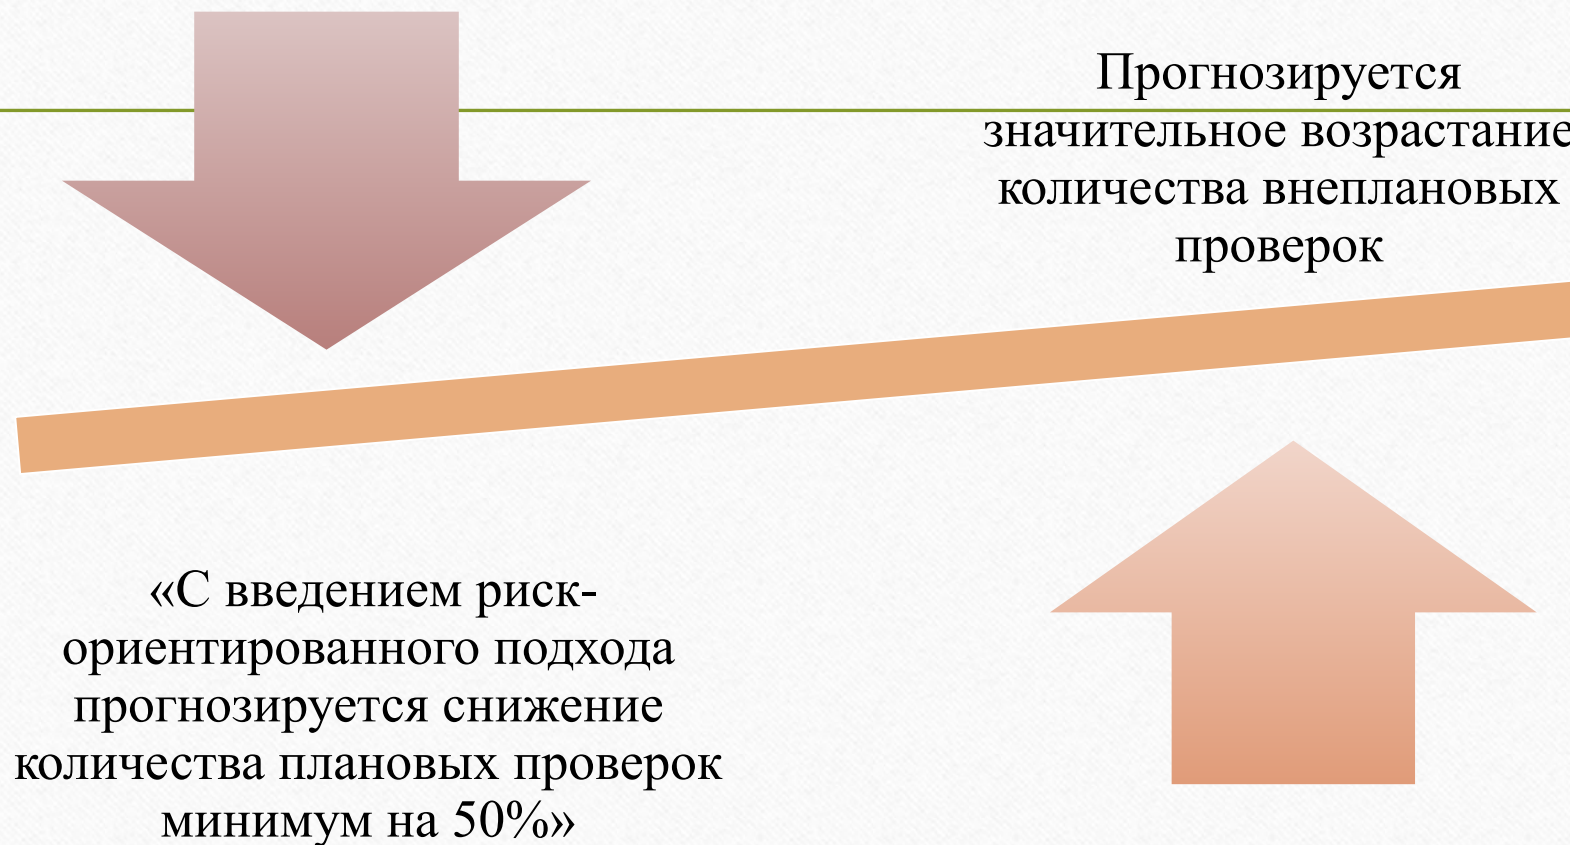 Прогнозируется
значительное возрастание
количества внеплановых
проверок
«С введением риск-
ориентированного подхода
прогнозируется снижение
количества плановых проверок
минимум на 50%»